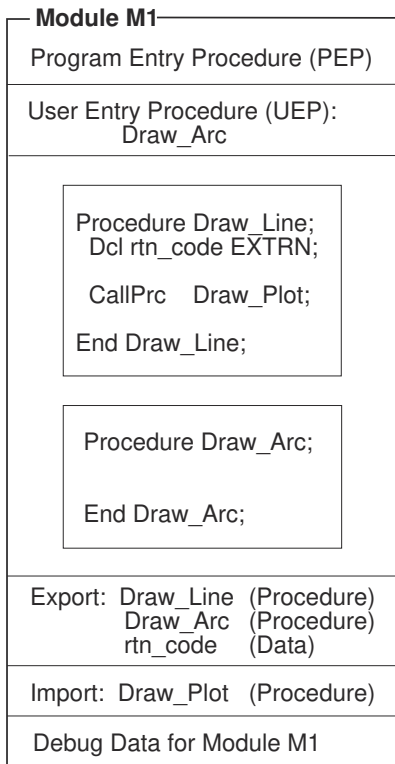 Module M1
Program Entry Procedure (PEP)
User Entry Procedure (UEP):
Draw_Arc
Procedure Draw_Line;
Dcl rtn_code EXTRN;
CallPrc Draw_Plot;
End Draw_Line;
Procedure Draw_Arc;
End Draw_Arc;
Export: Draw_Line (Procedure)
Draw_Arc (Procedure)
rtn_code (Data)
Import: Draw_Plot (Procedure)
Debug Data for Module M1